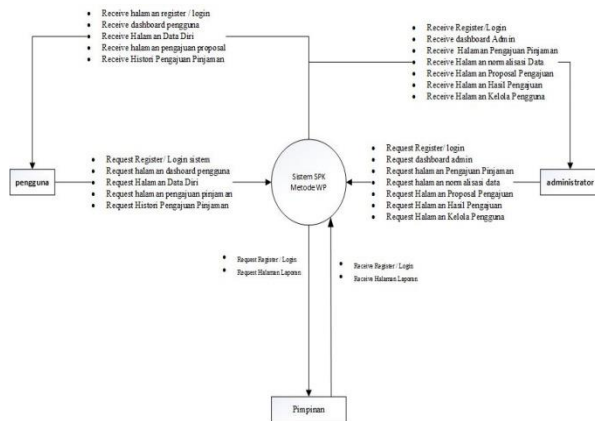 Receive halaman register / login
Receive dashboard pengguna
Receive Halaman Data Diri
Receive halaman pengajuan proposal
Receive Histori Pengajuan Pinjaman
Receive Register/Login
Receive dashboard Admin
Receive Halaman Pengajuan Pinjaman
Receive Halaman normalisasi Data
Receive Halaman Proposal Pengajuan
Receive Halaman Hasil Pengajuan
Receive Halaman Kelola Pengguna
pengguna
Request Register/ Login sistem
Request halaman dashoard pengguna
Request Halaman Data Diri
Request halaman pengajuan pinjaman
Request Histori Pengajuan Pinjaman
Sistem SPK
Metode WP
Request Register/ login
Request dashboard admin
Request halaman Pengajuan Pinjaman
Request halaman normalisasi data
Request Halaman Proposal Pengajuan
Request Halaman Hasil Pengajuan
Request Halaman Kelola Pengguna
administrator
Request Register / Login
Request Halaman Laporan
Receive Register / Login
Receive Halaman Laporan
Pimpinan